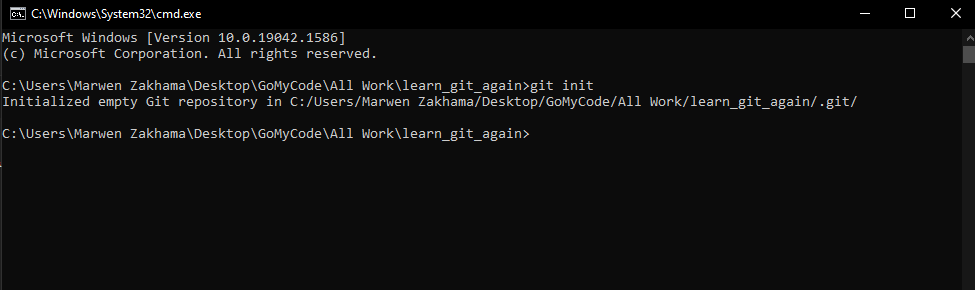 C:\Windows\System32\cmd.exe
Microsoft Windows [Version 10.0.19042.1586]
(c) Microsoft Corporation. All rights reserved.
C:\Users\Marwen Zakhama\Desktop\GoMyCode\All Work\learn_git_again>git init
Initialized empty Git repository in C:/Users/Marwen Zakhama/Desktop/GoMyCode/All Work/learn_git_again/.git/
C:\Users\Marwen Zakhama\Desktop\GoMyCode\All Work\learn_git_again>